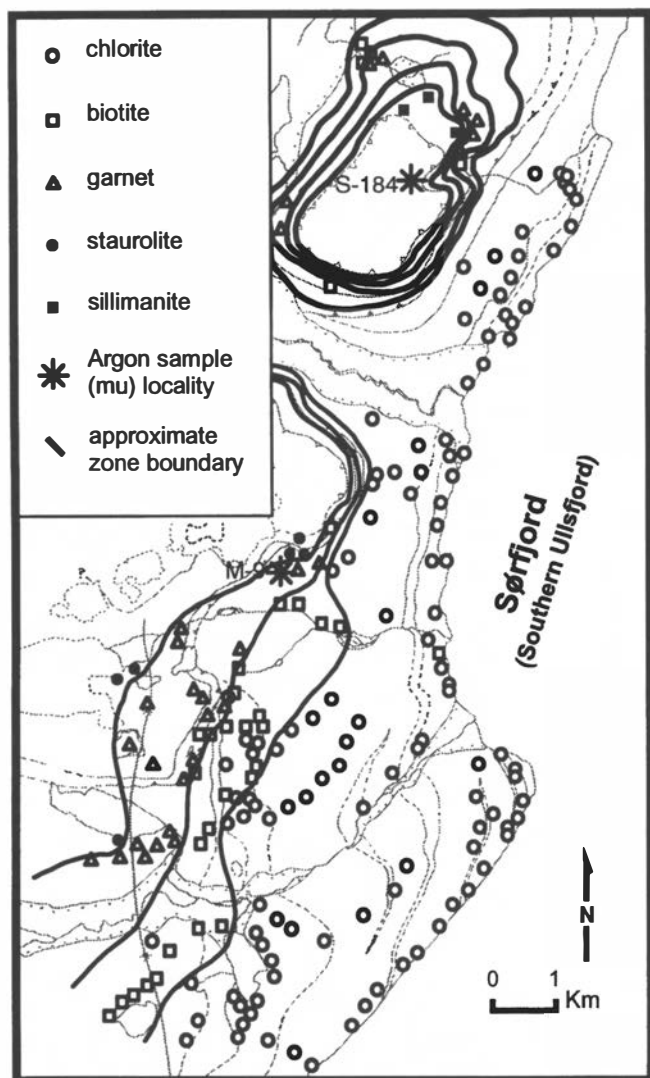 chlorite
biotite
garnet
staurolite
sillimanite
Argon sample
(mu) locality
approximate
zone boundary
S-184
Sørfjord
(Southern Ullsfjord)
N
0 1
Km